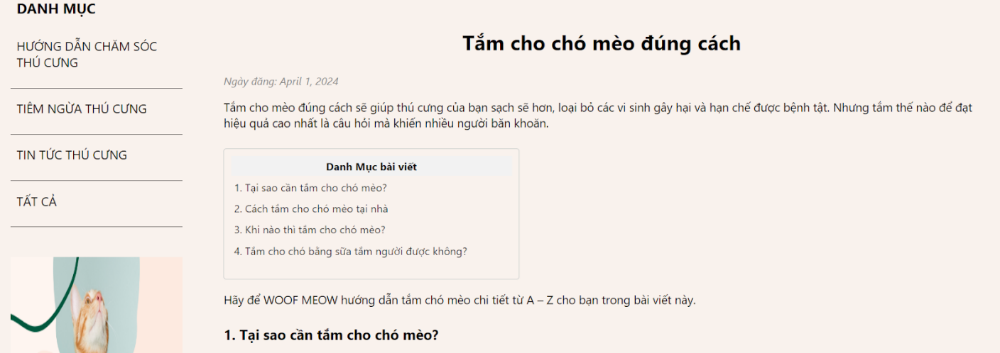 DANH MỤC
HƯỚNG DẪN CHĂM SÓC
THÚ CƯNG
TIÊM NGỪA THÚ CƯNG
TIN TỨC THÚ CƯNG
TẤT CẢ
Tắm cho chó mèo đúng cách
Ngày đăng: April 1, 2024
Tắm cho mèo đúng cách sẽ giúp thú cưng của bạn sạch sẽ hơn, loại bỏ các vi sinh gây hại và hạn chế được bệnh tật. Nhưng tắm thế nào để đạt
hiệu quả cao nhất là câu hỏi mà khiến nhiều người băn khoăn.
Danh Mục bài viết
1. Tại sao cần tắm cho chó mèo?
2. Cách tắm cho chó mèo tại nhà
3. Khi nào thì tắm cho chó mèo?
4. Tắm cho chó bằng sữa tắm người được không?
Hãy để WOOF MEOW hướng dẫn tắm chó mèo chi tiết từ A – Z cho bạn trong bài viết này.
1. Tại sao cần tắm cho chó mèo?